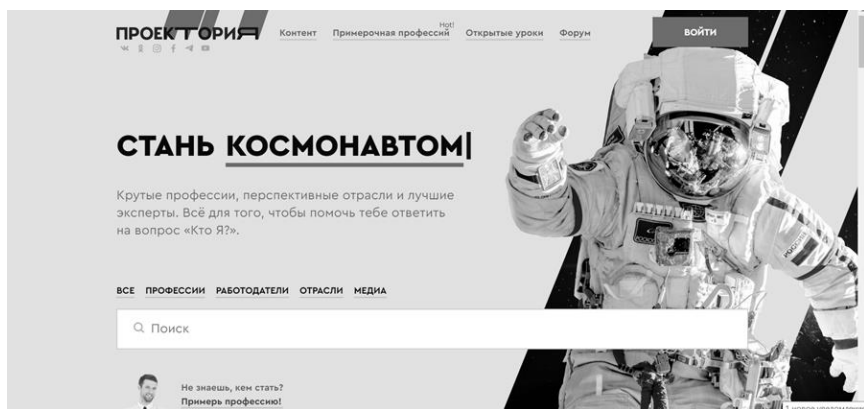 ПРОЕКТОРИЯ
Контент Примерочная профессий Hot! Открытые уроки Форум
ВОЙТИ
СТАНЬ КОСМОНАВТОМ
Крутые профессии, перспективные отрасли и лучшие
эксперты. Всё для того, чтобы помочь тебе ответить
на вопрос «Кто Я?».
ВСЕ ПРОФЕССИИ РАБОТОДАТЕЛИ ОТРАСЛИ МЕДИА
Поиск
Не знаешь, кем стать?
Примерь профессию!